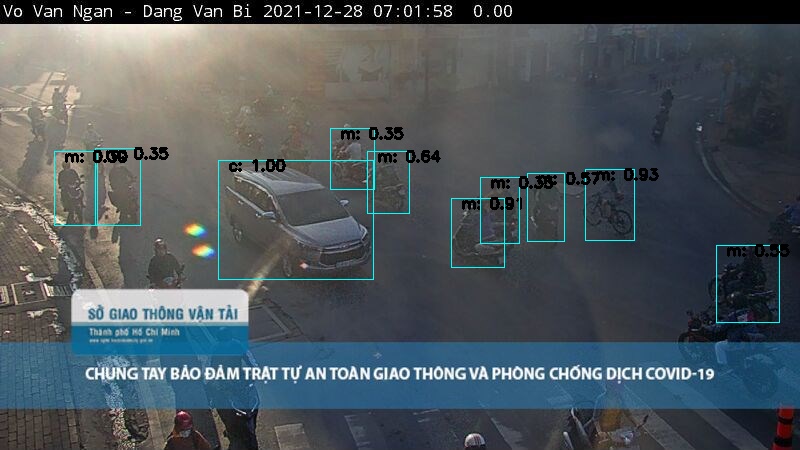 Vo Van Ngan - Dang Van Bi 2021-12-28 07:01:58 0.00
m: 0.35
m: 0.35
c: 1.00
m: 0.64
m: 0.57
m: 0.93
m: 0.91
SỞ GIAO THÔNG VẬN TẢI
Thành phố Hồ Chí Minh
CHUNG TAY BẢO ĐẢM TRẬT TỰ AN TOÀN GIAO THÔNG VÀ PHÒNG CHỐNG DỊCH COVID-19